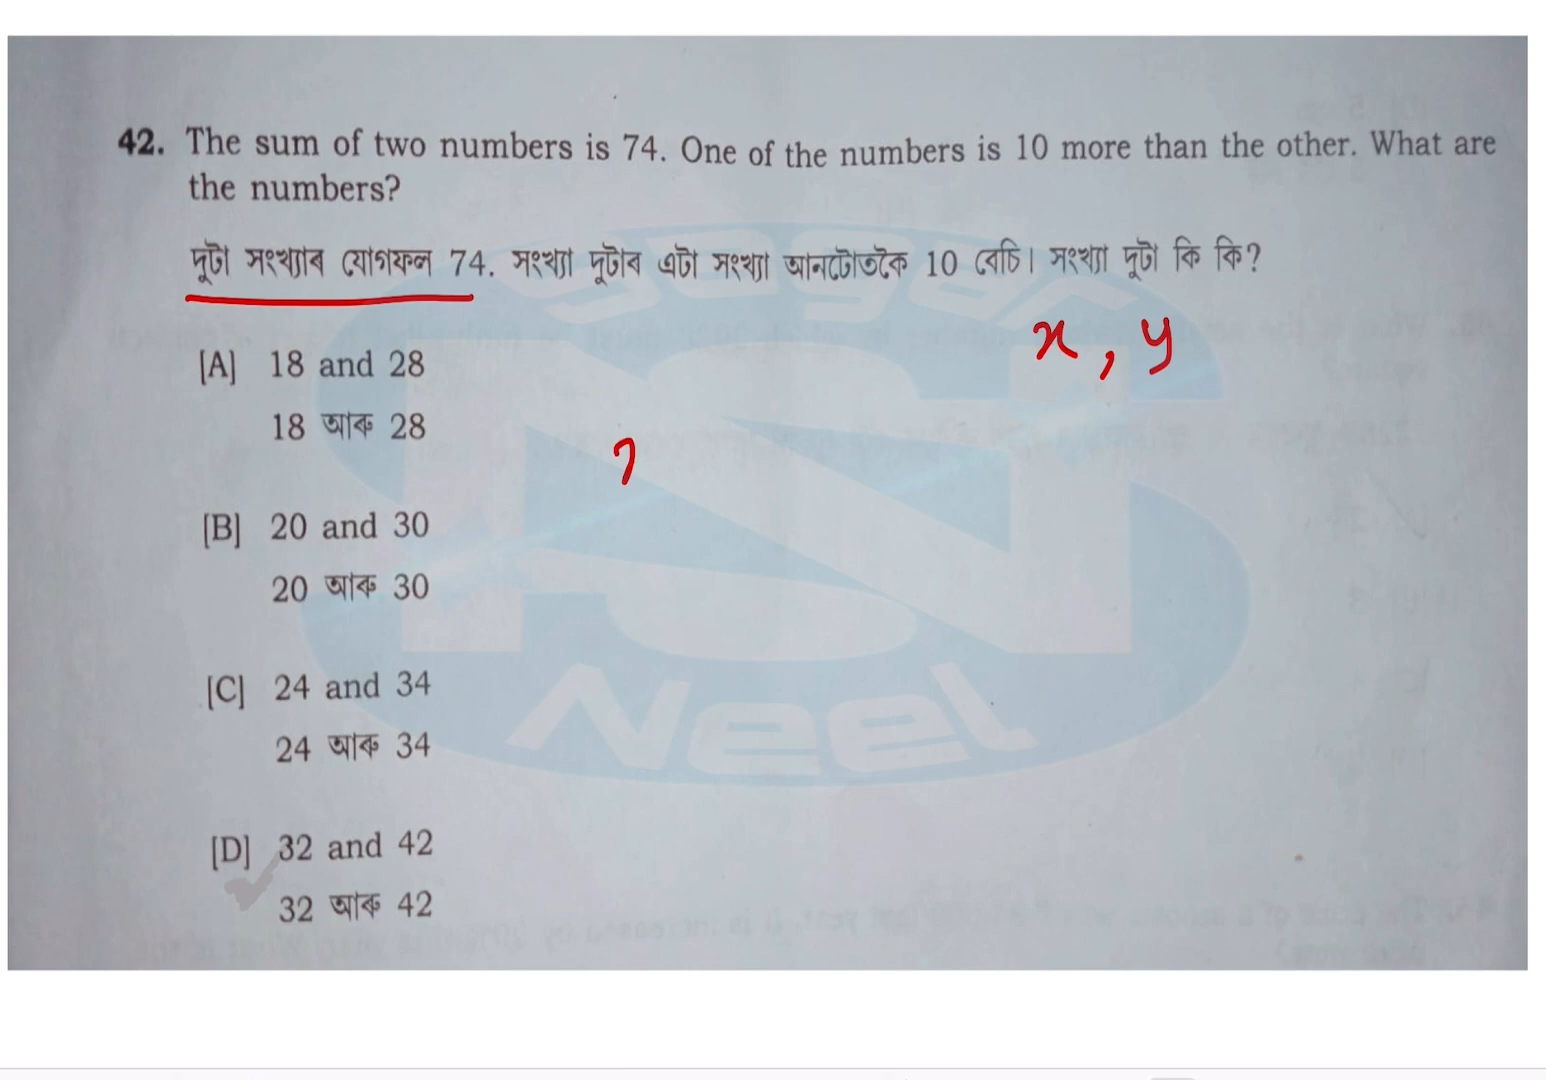 42. The sum of two numbers is 74. One of the numbers is 10 more than the other. What are
the numbers?
দুটা সংখ্যাৰ যোগফল 74. সংখ্যা দুটাৰ এটা সংখ্যা আনটোতকৈ 10 বেচি। সংখ্যা দুটা কি কি?
x, y
[A] 18 and 28
18 আৰু 28
[B] 20 and 30
20 আৰু 30
[C] 24 and 34
24 আৰু 34
[D] 32 and 42
32 আৰু 42
Sagar
Neel